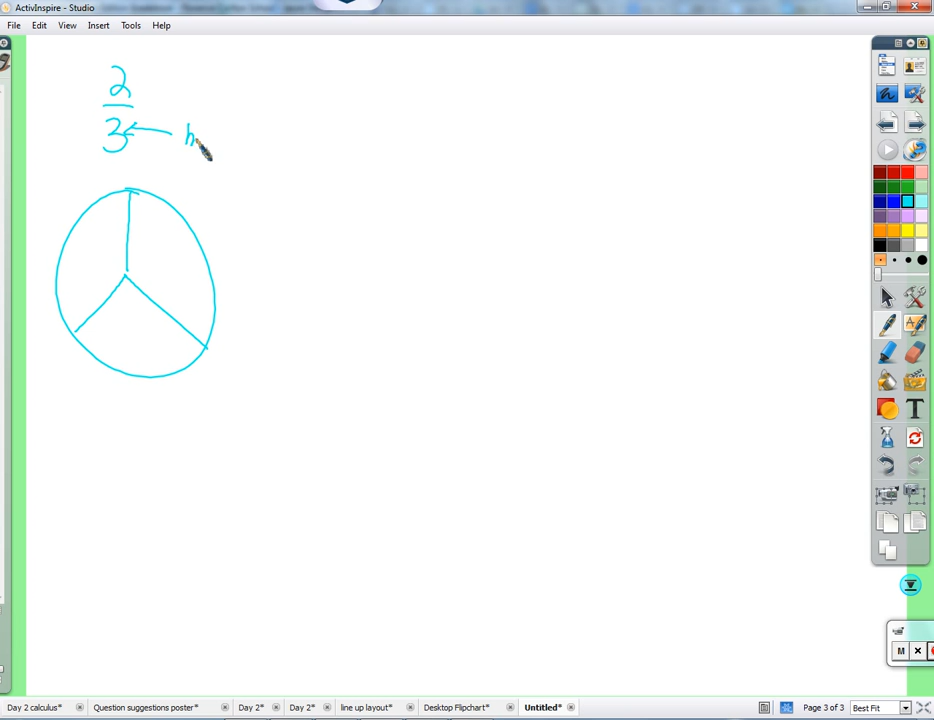 ActivInspire - Studio
File Edit View Insert Tools Help
2
3
h
M
Day 2 calculus* Question suggestions poster* Day 2* Day 2* line up layout* Desktop Flipchart* Untitled* Page 3 of 3 Best Fit